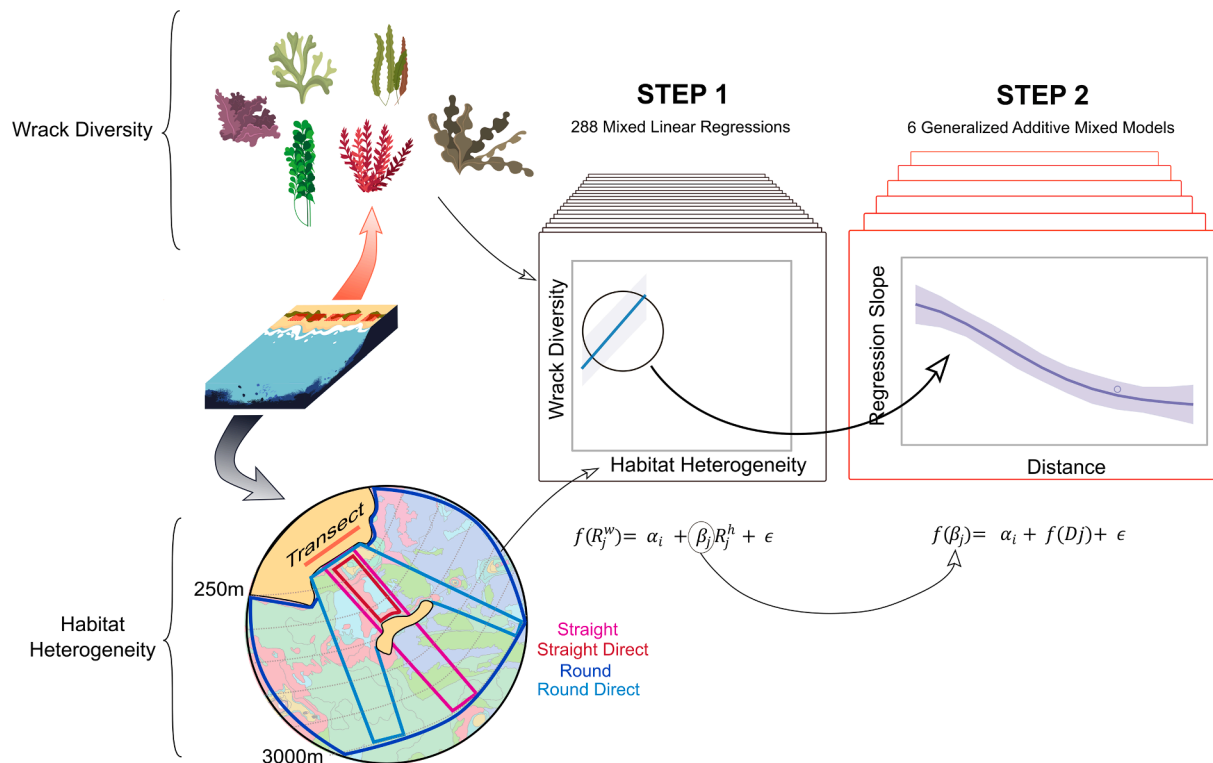 Wrack Diversity
STEP 1
288 Mixed Linear Regressions
STEP 2
6 Generalized Additive Mixed Models
Wrack Diversity
Habitat Heterogeneity
Regression Slope
Distance
f(R_j^w)= α_i + β_j R_j^h + ϵ
f(β_j)= α_i + f(Dj)+ ϵ
Habitat
Heterogeneity
Transect
250m
3000m
Straight
Straight Direct
Round
Round Direct